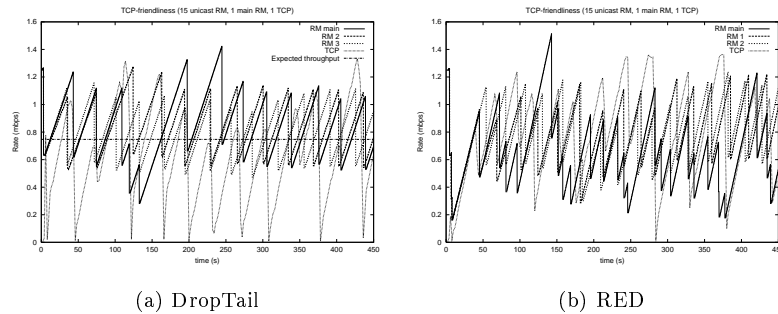 TCP-friendliness (15 unicast RM, 1 main RM, 1 TCP)
RM main
RM 2
RM 3
TCP
Expected throughput
Rate (mbps)
1.6
1.4
1.2
1
0.8
0.6
0.4
0.2
0
0 50 100 150 200 250 300 350 400 450
time (s)
(a) DropTail
TCP-friendliness (15 unicast RM, 1 main RM, 1 TCP)
RM main
RM 1
RM 2
TCP
Rate (mbps)
1.6
1.4
1.2
1
0.8
0.6
0.4
0.2
0
0 50 100 150 200 250 300 350 400 450
time (s)
(b) RED